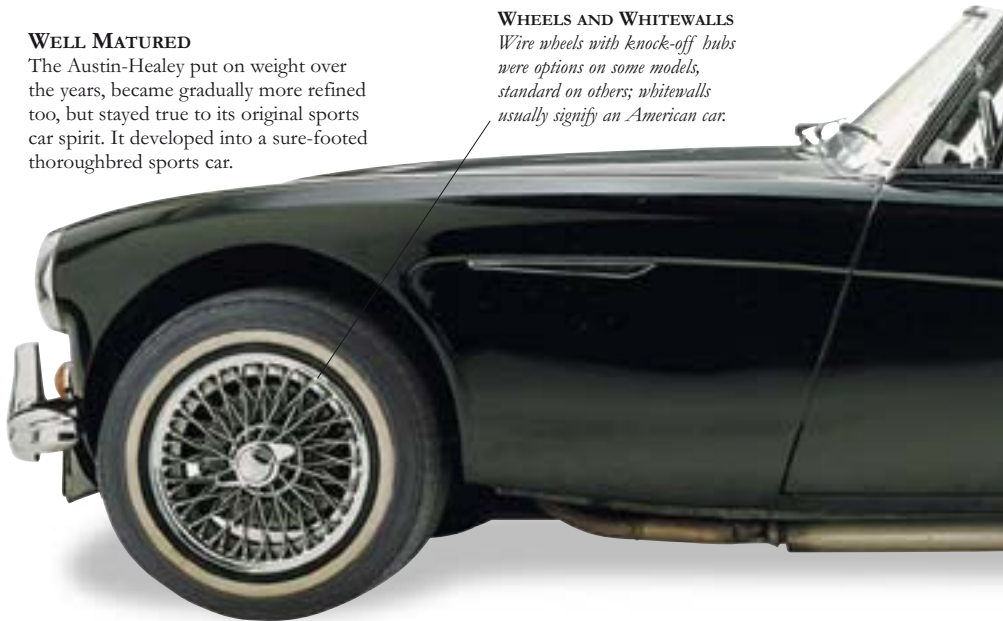 WELL MATURED
The Austin-Healey put on weight over
the years, became gradually more refined
too, but stayed true to its original sports
car spirit. It developed into a sure-footed
thoroughbred sports car.
WHEELS AND WHITEWALLS
Wire wheels with knock-off hubs
were options on some models,
standard on others; whitewalls
usually signify an American car.